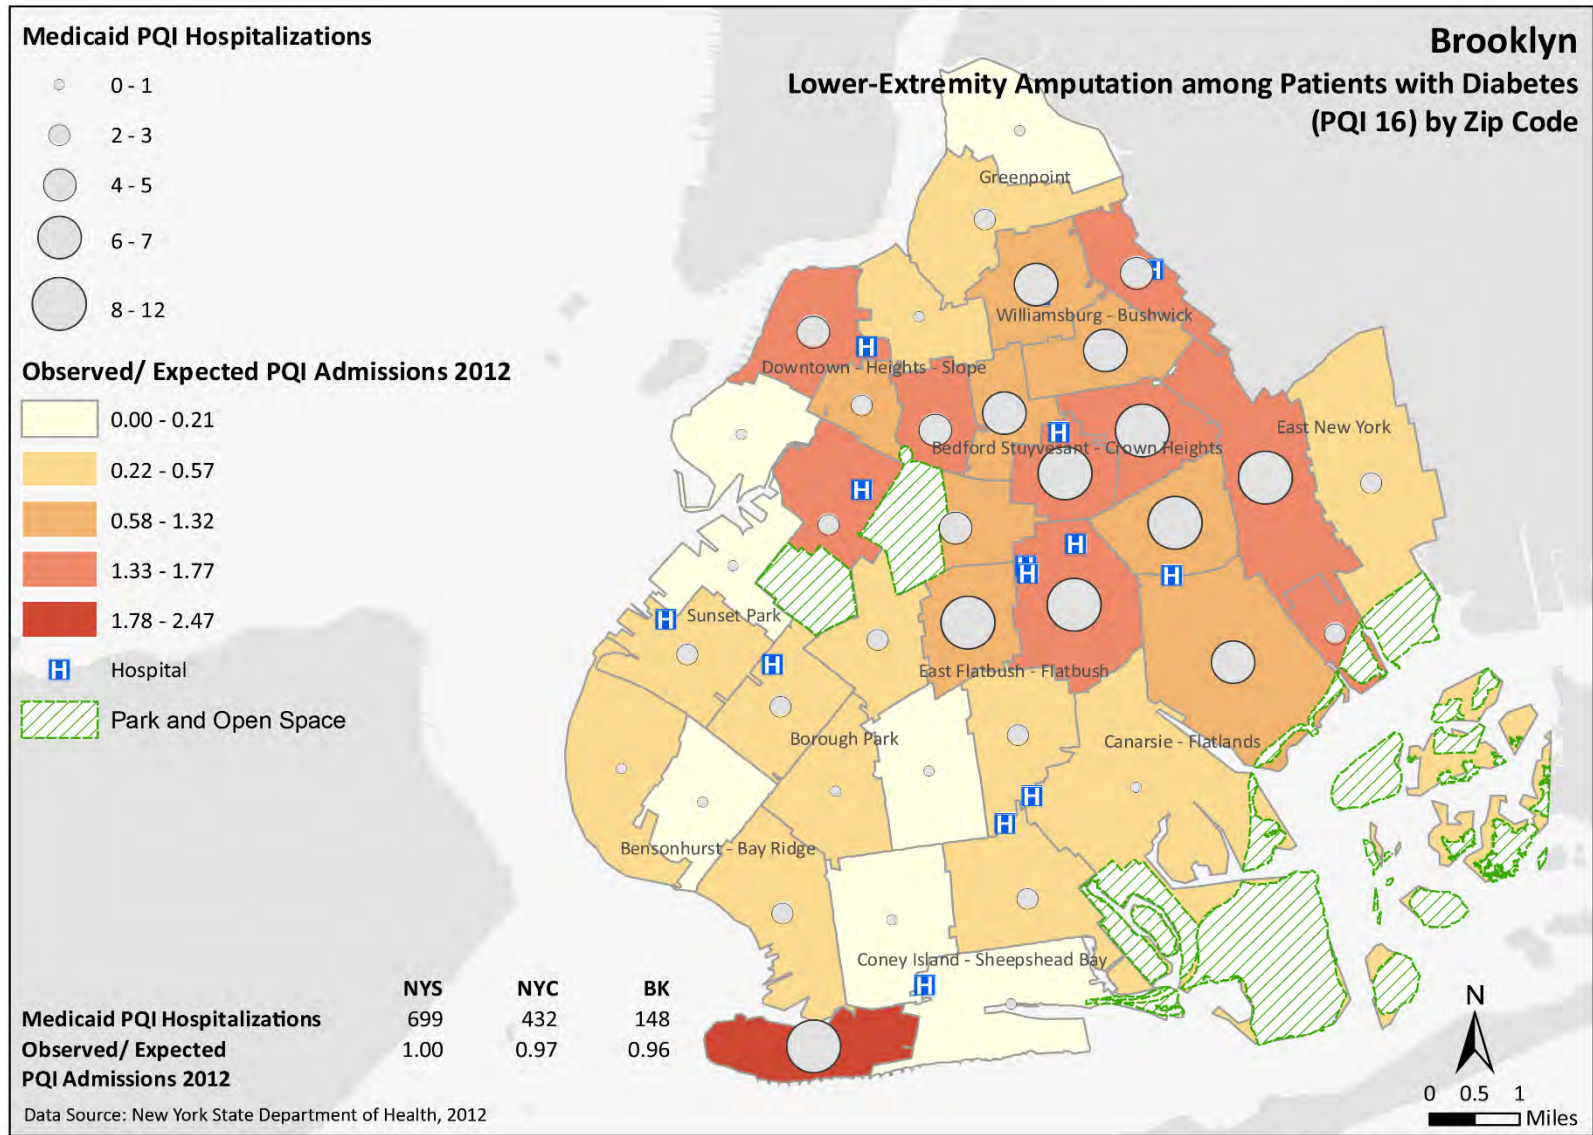 Medicaid PQI Hospitalizations
0 - 1
2 - 3
4 - 5
6 - 7
8 - 12
Observed/ Expected PQI Admissions 2012
0.00 - 0.21
0.22 - 0.57
0.58 - 1.32
1.33 - 1.77
1.78 - 2.47
H Hospital
Park and Open Space
Brooklyn
Lower-Extremity Amputation among Patients with Diabetes
(PQI 16) by Zip Code
Greenpoint
H
Williamsburg - Bushwick
H
Downtown - Heights - Slope
East New York
H
Bedford Stuyvesant - Crown Heights
H
H
H
H
H
H
Sunset Park
H
East Flatbush - Flatbush
Borough Park
Canarsie - Flatlands
H
H
Bensonhurst - Bay Ridge
Coney Island - Sheepshead Bay
H
NYS NYC BK
Medicaid PQI Hospitalizations 699 432 148
Observed/ Expected 1.00 0.97 0.96
PQI Admissions 2012
Data Source: New York State Department of Health, 2012
N
0 0.5 1
Miles